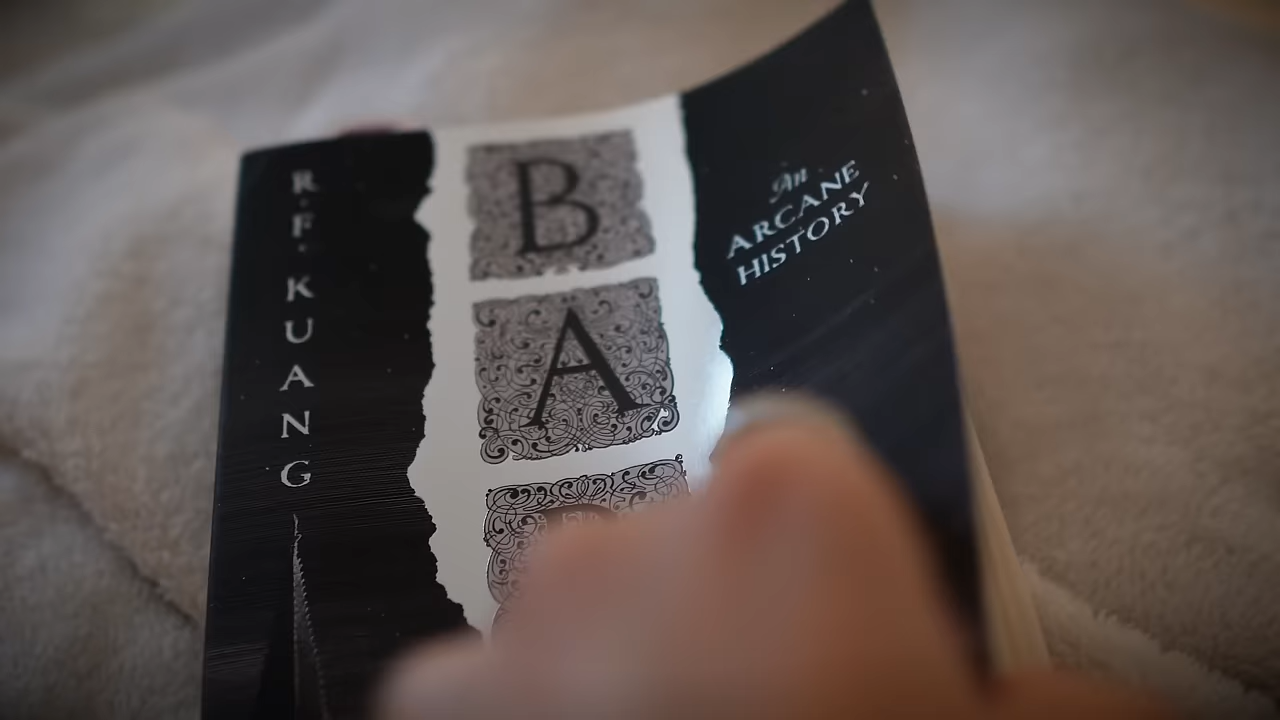 R.F. KUANG
B
A
An
ARCANE
HISTORY